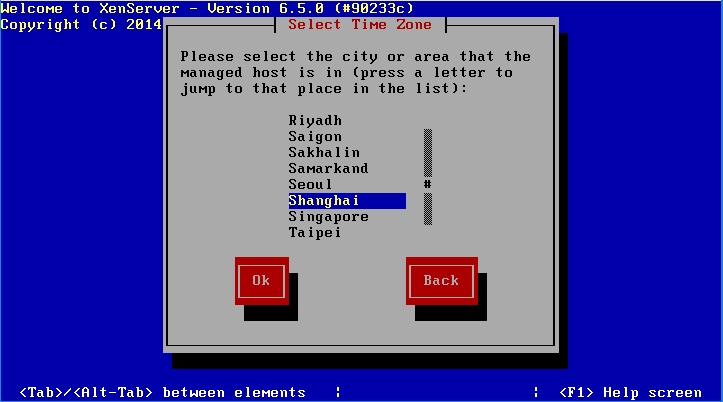 Welcome to XenServer - Version 6.5.0 (#90233c)
Copyright (c) 2014
Select Time Zone
Please select the city or area that the
managed host is in (press a letter to
jump to that place in the list):
Riyadh
Saigon
Sakhalin
Samarkand
Seoul #
Shanghai
Singapore
Taipei
Ok Back
<Tab>/<Alt-Tab> between elements ¦ ¦ <F1> Help screen